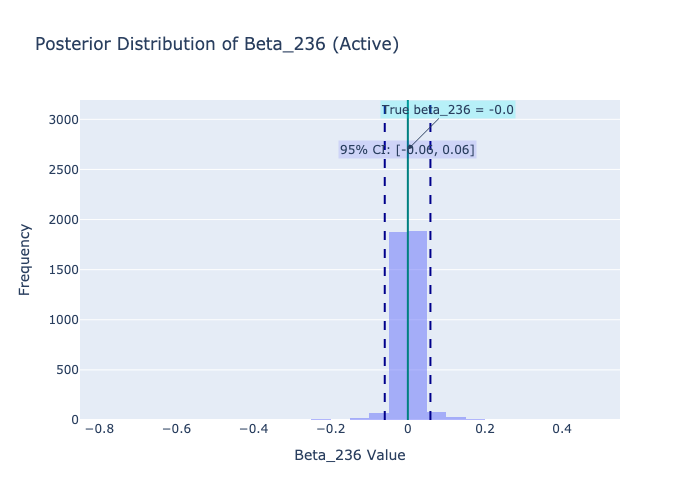 Posterior Distribution of Beta_236 (Active)
True beta_236 = -0.0
95% CI: [-0.06, 0.06]
3000
2500
2000
1500
1000
500
0
Frequency
−0.8
−0.6
−0.4
−0.2
0
0.2
0.4
Beta_236 Value